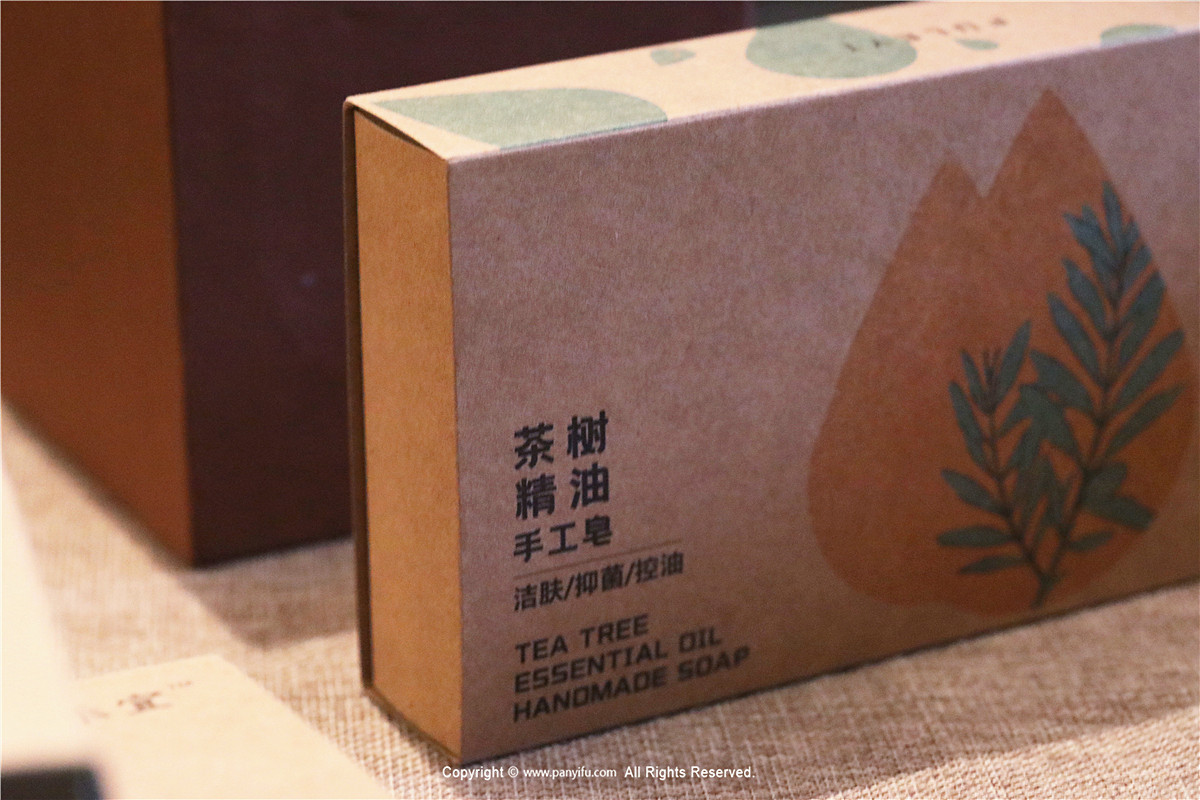 茶树
精油
手工皂
洁肤/抑菌/控油
TEA TREE
ESSENTIAL OIL
HANDMADE SOAP
宜
Copyright © www.panyifu.com All Rights Reserved.